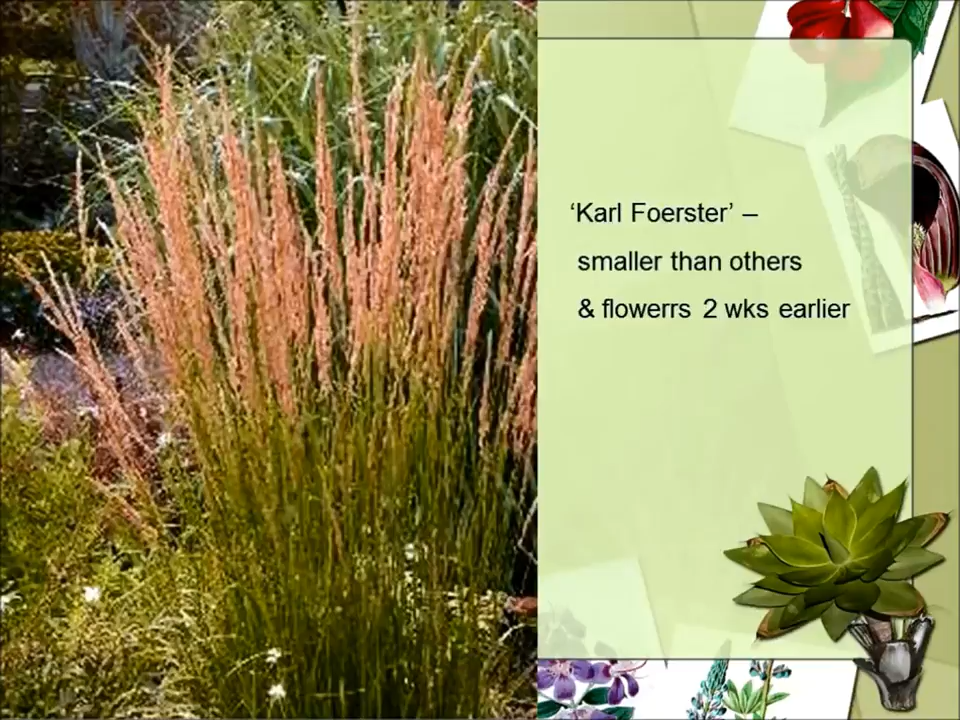 ‘Karl Foerster’ –
smaller than others
& flowerrs 2 wks earlier